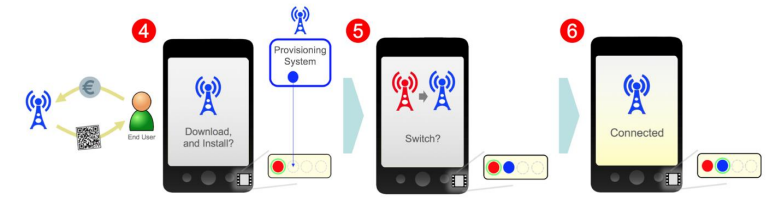 4
5
6
Provisioning
System
€
End User
Download,
and Install?
Switch?
Connected